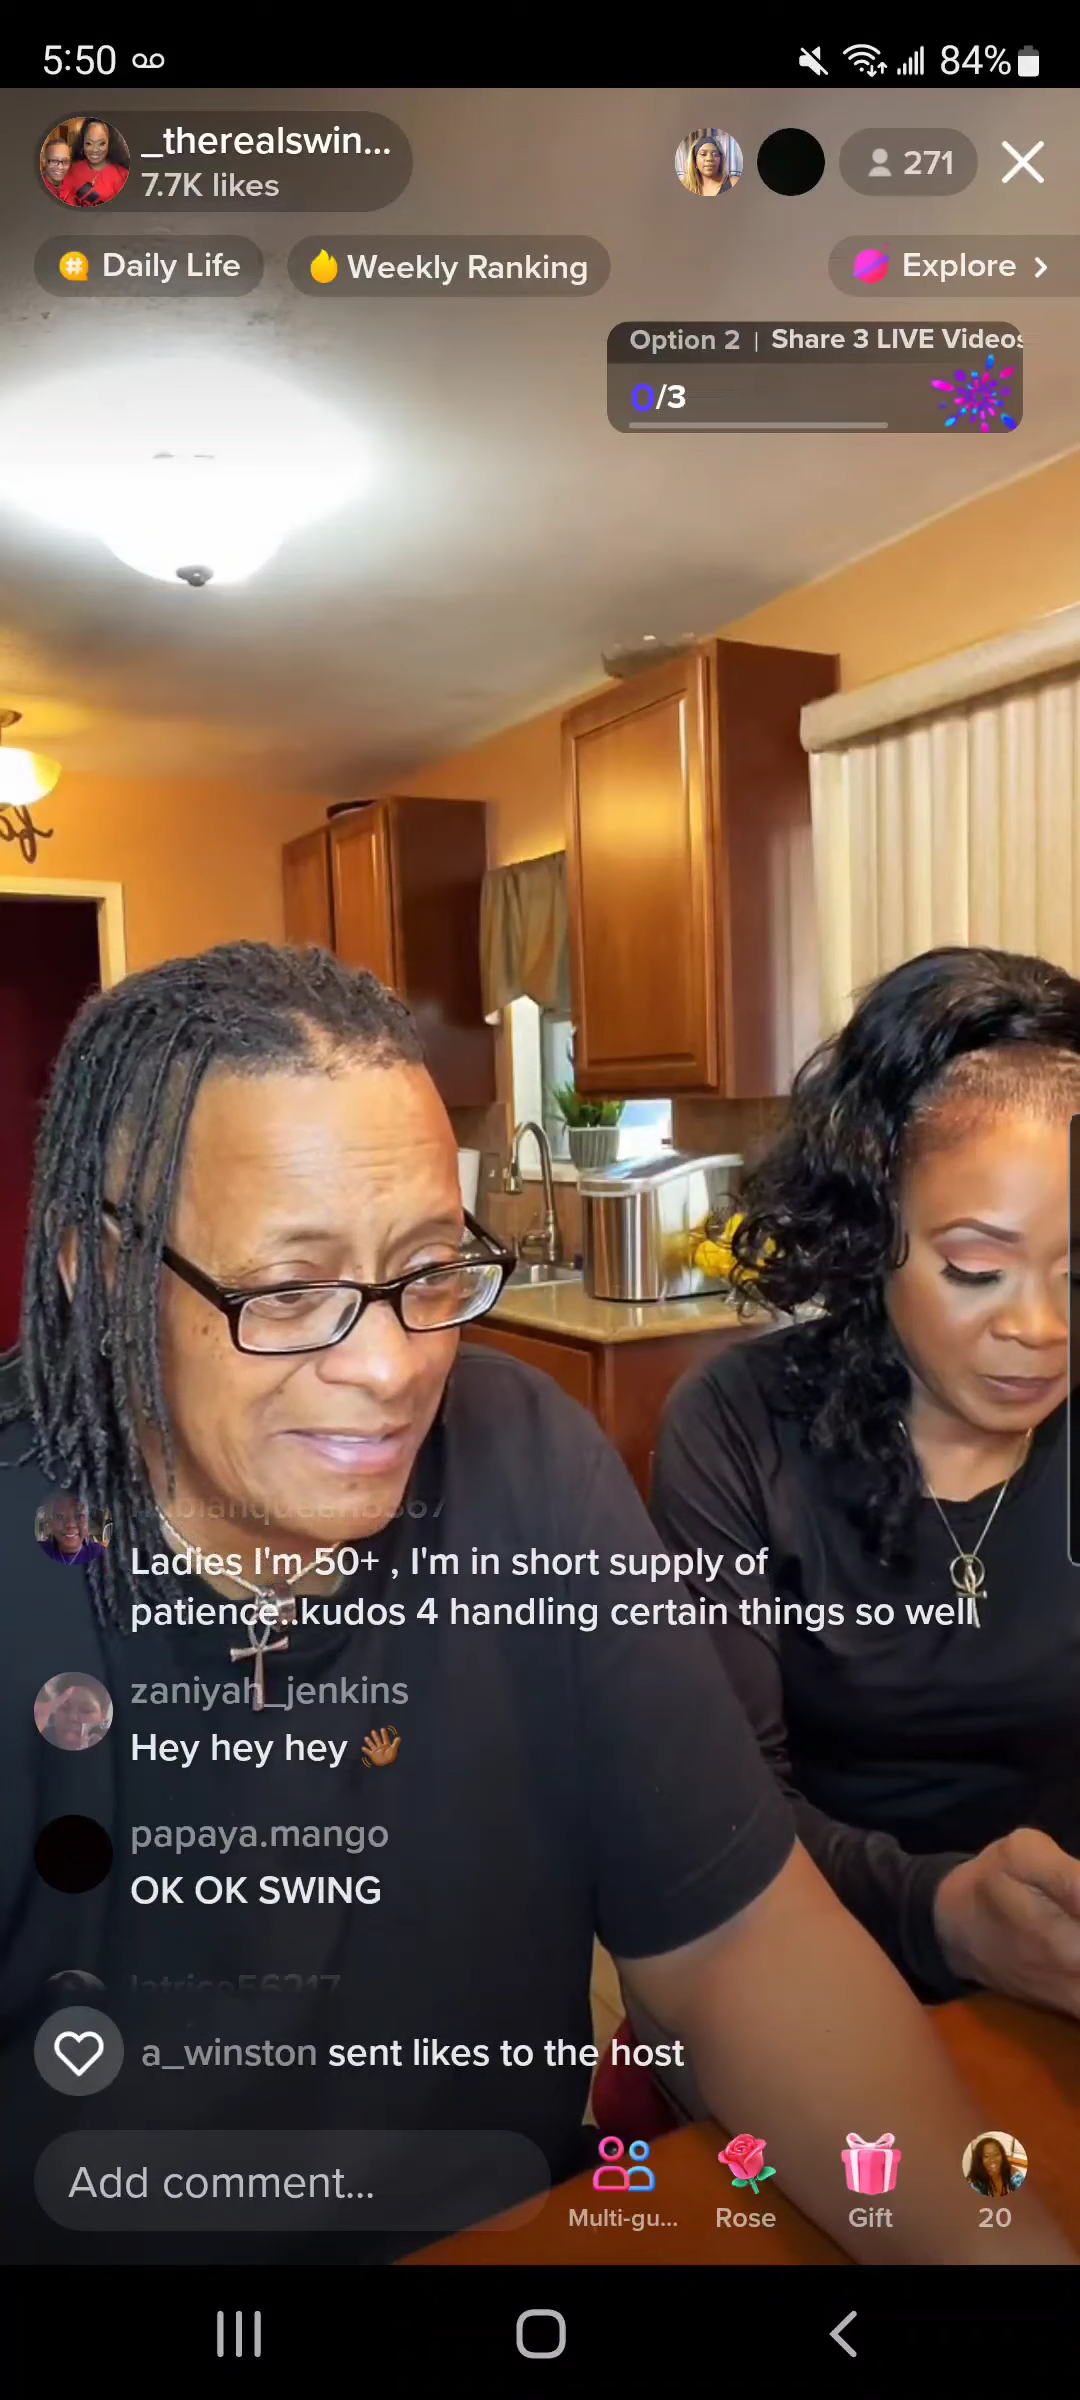 5:50
84%
_therealswin...
7.7K likes
271
Daily Life
Weekly Ranking
Explore
Option 2 | Share 3 LIVE Videos
0/3
Ladies I'm 50+ , I'm in short supply of
patience..kudos 4 handling certain things so well
zaniyah_jenkins
Hey hey hey 👋🏾
papaya.mango
OK OK SWING
latrice56217
a_winston sent likes to the host
Add comment...
Multi-gu...
Rose
Gift
20